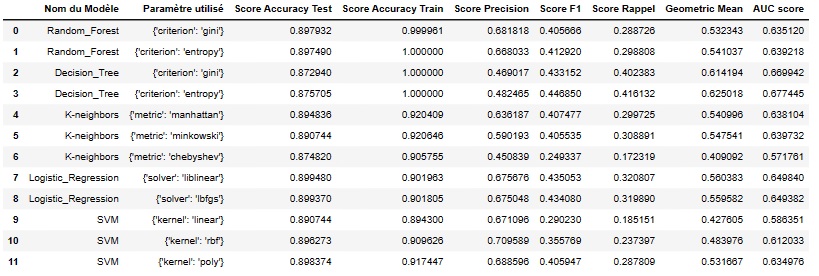 Nom du Modèle Paramètre utilisé Score Accuracy Test Score Accuracy Train Score Precision Score F1 Score Rappel Geometric Mean AUC score
0 Random_Forest {'criterion': 'gini'} 0.897932 0.999961 0.681818 0.405666 0.288726 0.532343 0.635120
1 Random_Forest {'criterion': 'entropy'} 0.897490 1.000000 0.668033 0.412920 0.298808 0.541037 0.639218
2 Decision_Tree {'criterion': 'gini'} 0.872940 1.000000 0.469017 0.433152 0.402383 0.614194 0.669942
3 Decision_Tree {'criterion': 'entropy'} 0.875705 1.000000 0.482465 0.446850 0.416132 0.625018 0.677445
4 K-neighbors {'metric': 'manhattan'} 0.894836 0.920409 0.636187 0.407477 0.299725 0.540996 0.638104
5 K-neighbors {'metric': 'minkowski'} 0.890744 0.920646 0.590193 0.405535 0.308891 0.547541 0.639732
6 K-neighbors {'metric': 'chebyshev'} 0.874820 0.905755 0.450839 0.249337 0.172319 0.409092 0.571761
7 Logistic_Regression {'solver': 'liblinear'} 0.899480 0.901963 0.675676 0.435053 0.320807 0.560383 0.649840
8 Logistic_Regression {'solver': 'lbfgs'} 0.899370 0.901805 0.675048 0.434080 0.319890 0.559582 0.649382
9 SVM {'kernel': 'linear'} 0.890744 0.894300 0.671096 0.290230 0.185151 0.427605 0.586351
10 SVM {'kernel': 'rbf'} 0.896273 0.909626 0.709589 0.355769 0.237397 0.483976 0.612033
11 SVM {'kernel': 'poly'} 0.898374 0.917447 0.688596 0.405947 0.287809 0.531667 0.634976